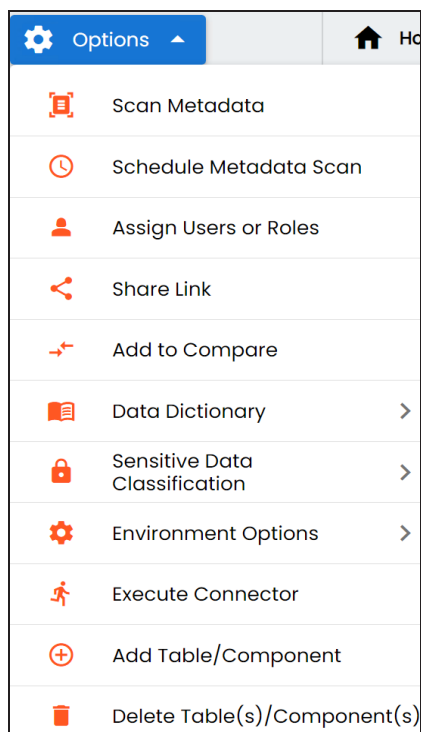 Options
Ho
Scan Metadata
Schedule Metadata Scan
Assign Users or Roles
Share Link
Add to Compare
Data Dictionary
Sensitive Data
Classification
Environment Options
Execute Connector
Add Table/Component
Delete Table(s)/Component(s)